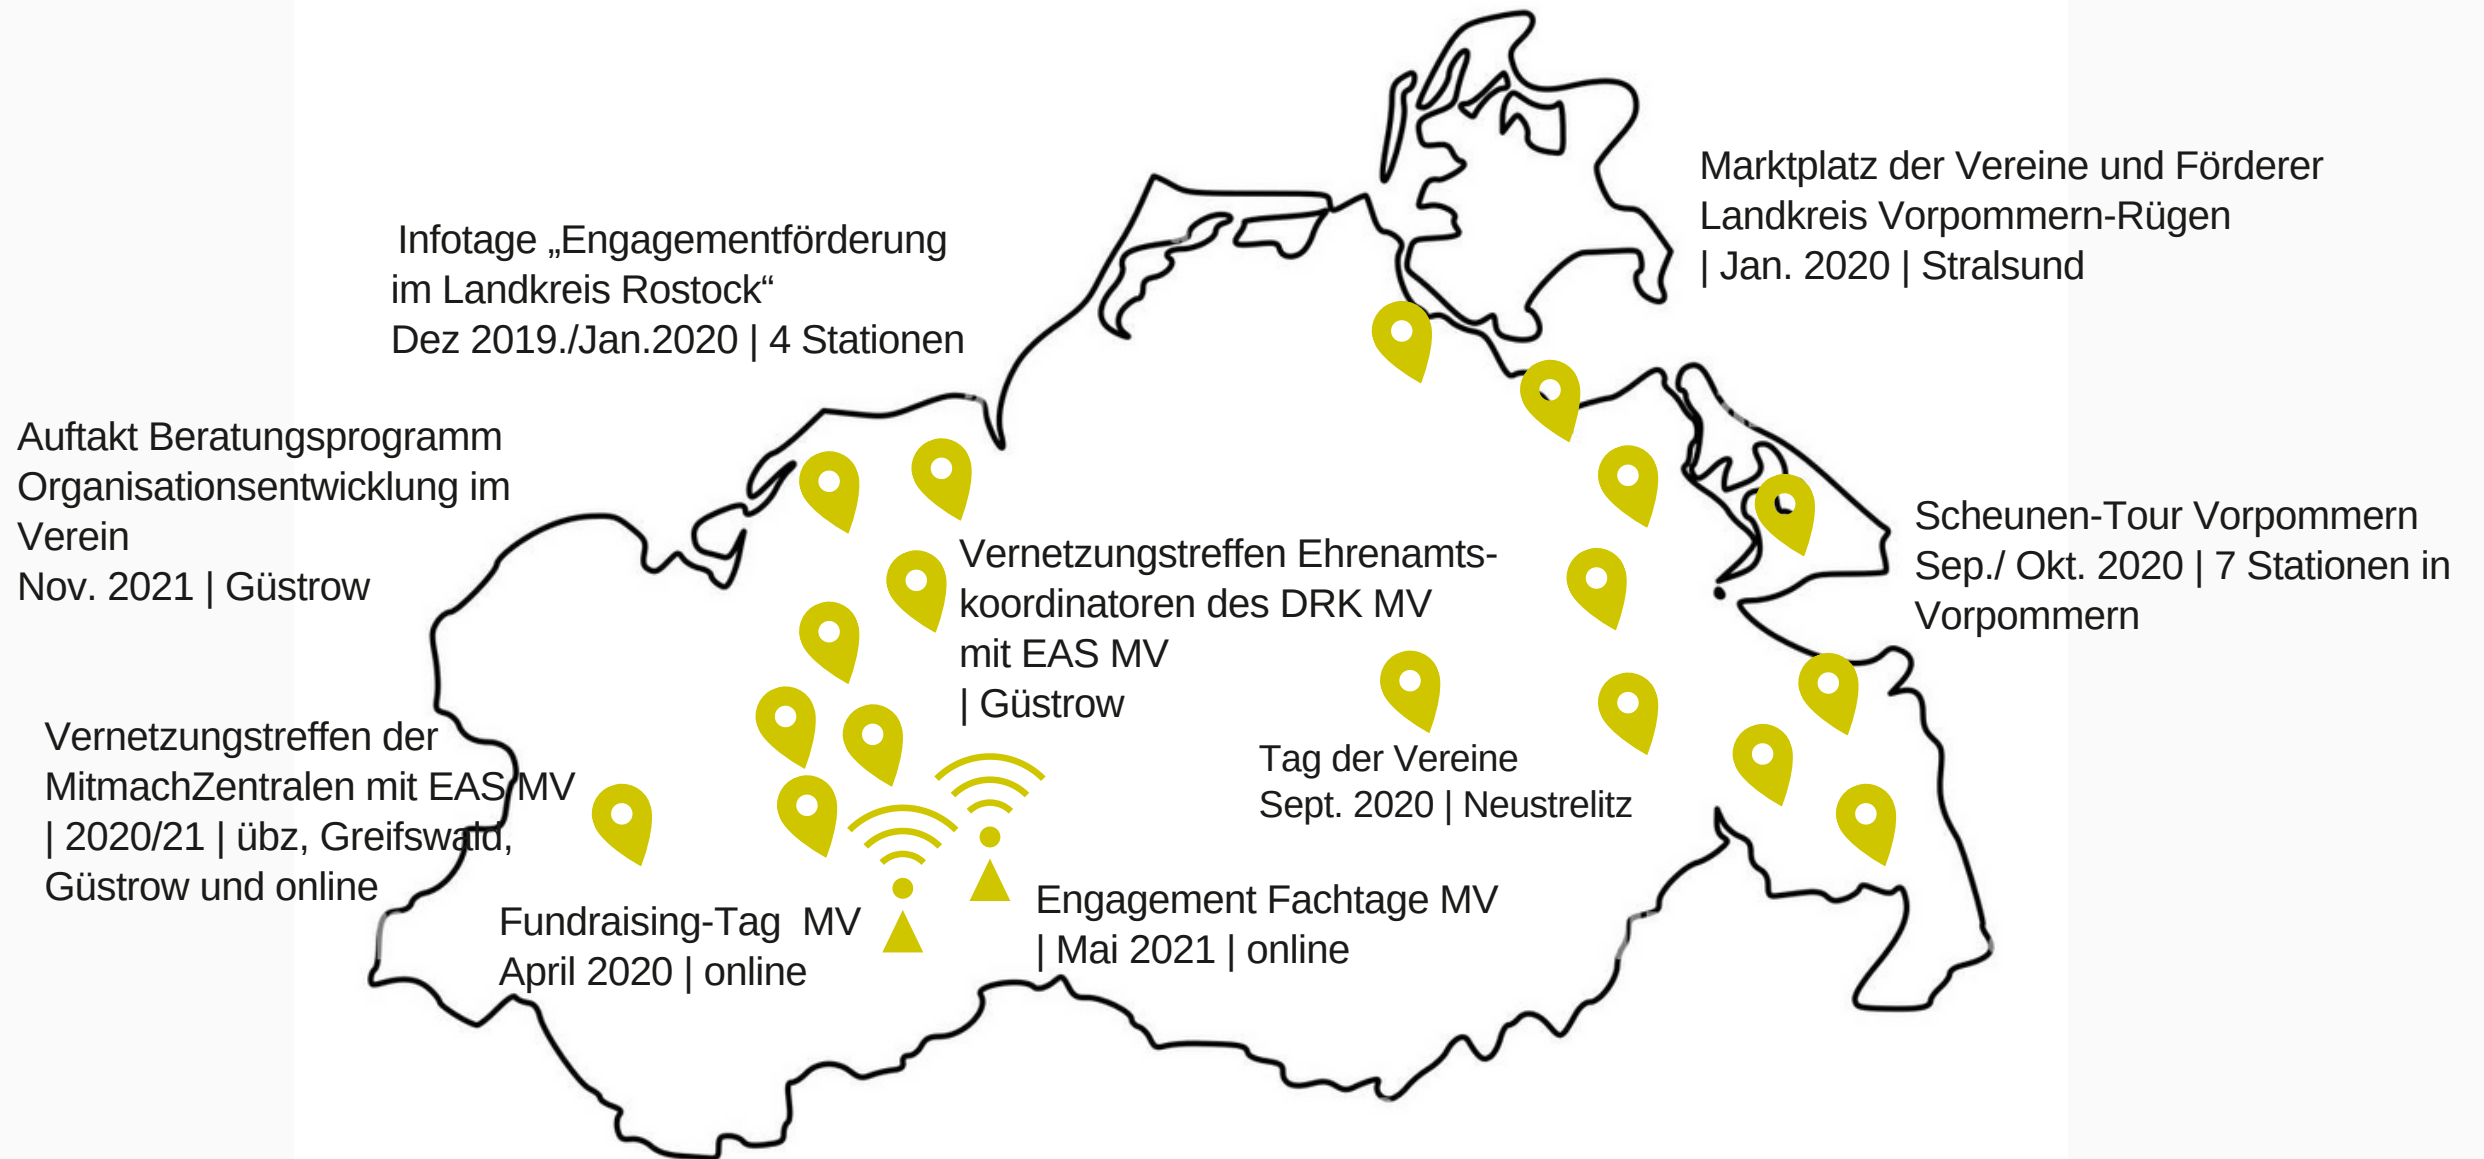 Marktplatz der Vereine und Förderer
Landkreis Vorpommern-Rügen
| Jan. 2020 | Stralsund
Infotage „Engagementförderung
im Landkreis Rostock“
Dez 2019./Jan.2020 | 4 Stationen
Auftakt Beratungsprogramm
Organisationsentwicklung im
Verein
Nov. 2021 | Güstrow
Scheunen-Tour Vorpommern
Sep./ Okt. 2020 | 7 Stationen in
Vorpommern
Vernetzungstreffen Ehrenamts-
koordinatoren des DRK MV
mit EAS MV
| Güstrow
Vernetzungstreffen der
MitmachZentralen mit EAS MV
| 2020/21 | übz, Greifswald,
Güstrow und online
Tag der Vereine
Sept. 2020 | Neustrelitz
Fundraising-Tag MV
April 2020 | online
Engagement Fachtage MV
| Mai 2021 | online